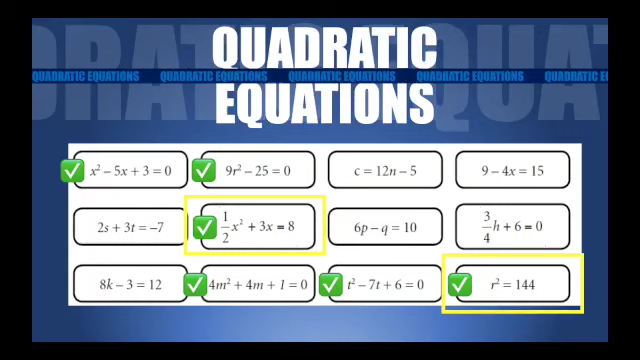 QUADRATIC
QUADRATIC EQUATIONS QUADRATIC EQUATIONS QUADRATIC EQUATIONS QUADRATIC EQUATIONS QUADRATIC E
EQUATIONS
x² – 5x + 3 = 0 9r² – 25 = 0 c = 12n – 5 9 – 4x = 15
2s + 3t = –7 1/2 x² + 3x = 8 6p – q = 10 3/4 h + 6 = 0
8k – 3 = 12 4m² + 4m + 1 = 0 t² – 7t + 6 = 0 r² = 144